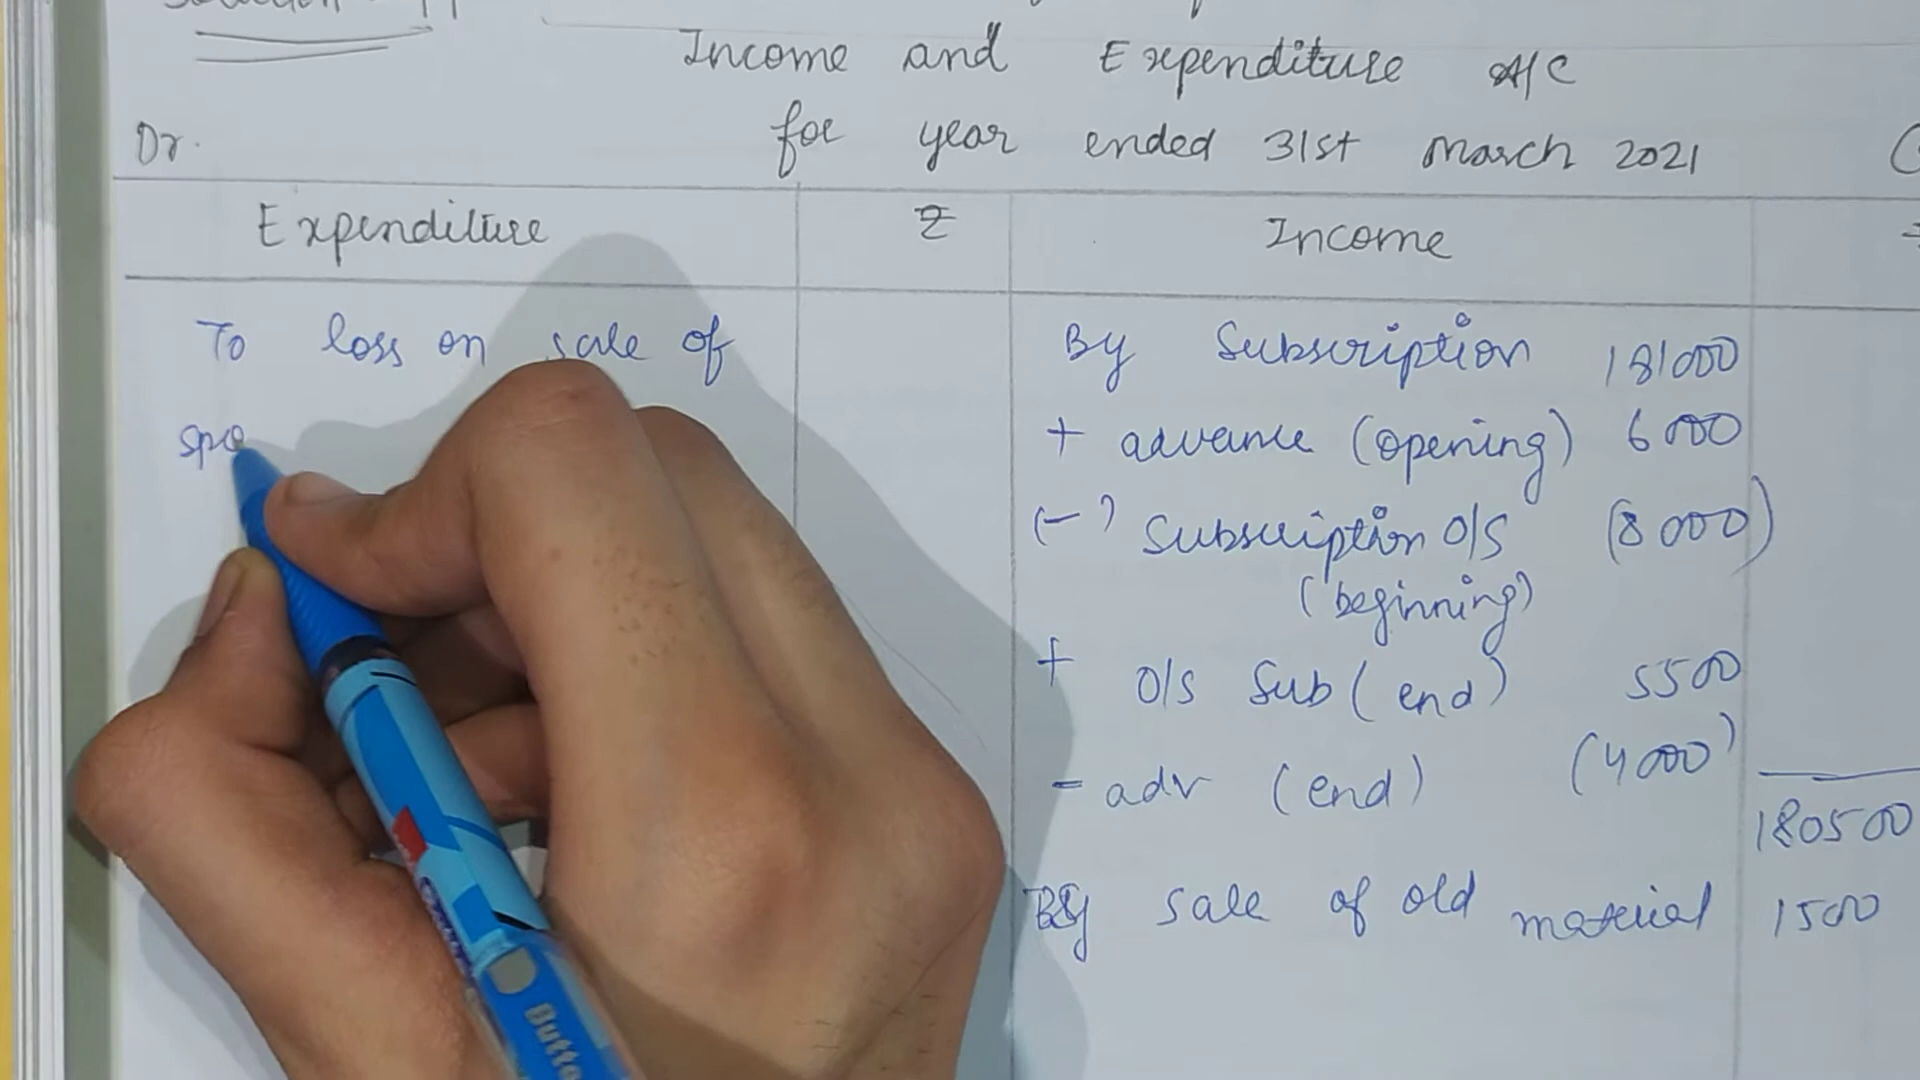 Income and Expenditure A/C
for year ended 31st March 2021
Dr.
Expenditure ₹ Income
To loss on sale of
spo
By Subscription 181000
+ advance (opening) 6000
(-) Subscription O/S (8000)
(beginning)
+ O/S Sub (end) 5500
- adv (end) (4000)
180500
By sale of old material 1500
Butte